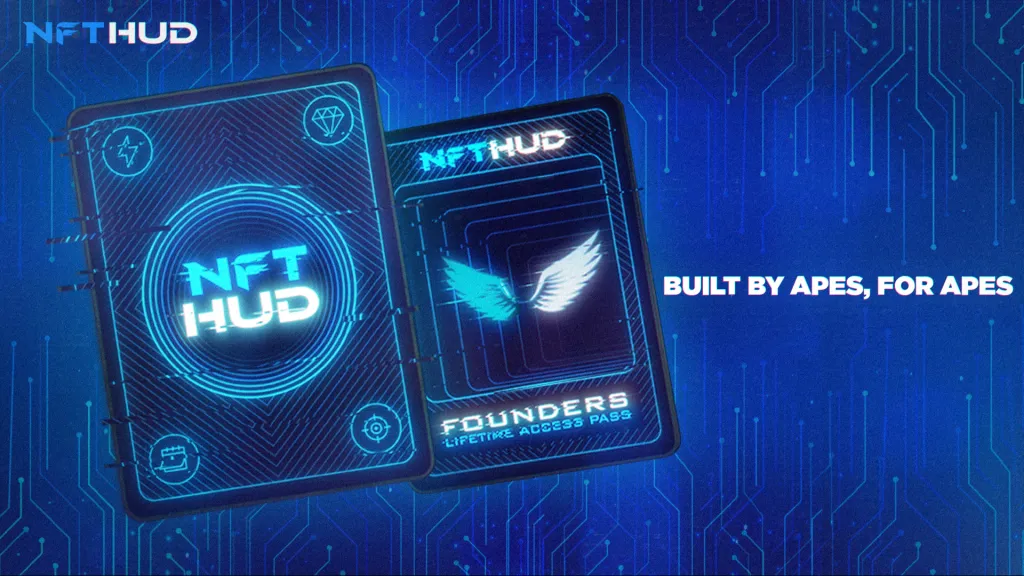 NFTHUD
NFT
HUD
NFTHUD
FOUNDERS
LIFETIME ACCESS PASS
BUILT BY APES, FOR APES